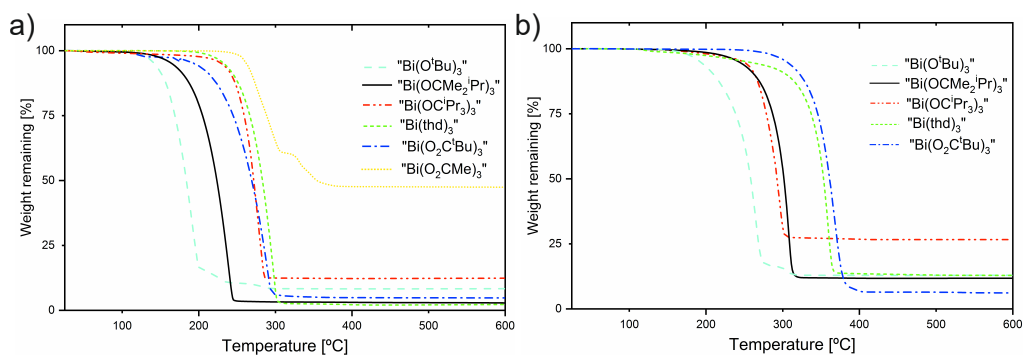 a)
100
75
50
25
0
100
200
300
400
500
600
Weight remaining [%]
Temperature [ºC]
"Bi(OᵗBu)₃"
"Bi(OCMe₂ⁱPr)₃"
"Bi(OCⁱPr₃)₃"
"Bi(thd)₃"
"Bi(O₂CᵗBu)₃"
"Bi(O₂CMe)₃"
b)
100
75
50
25
0
100
200
300
400
500
600
Weight remaining [%]
Temperature [ºC]
"Bi(OᵗBu)₃"
"Bi(OCMe₂ⁱPr)₃"
"Bi(OCⁱPr₃)₃"
"Bi(thd)₃"
"Bi(O₂CᵗBu)₃"